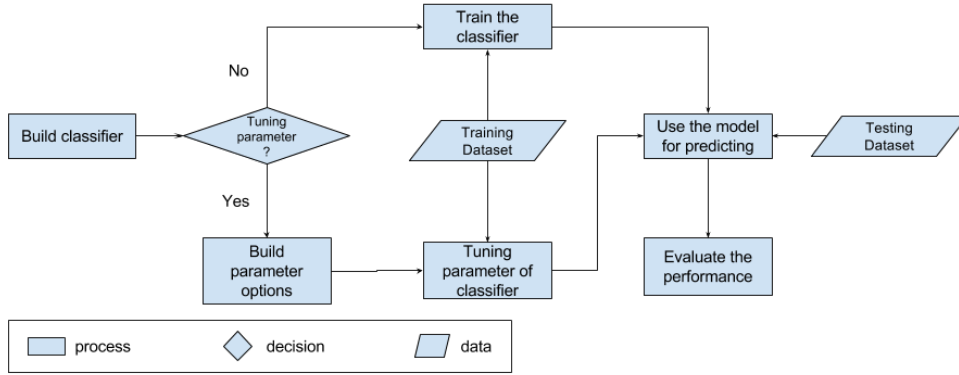 Train the
classifier
No
Build classifier
Tuning
parameter
?
Training
Dataset
Use the model
for predicting
Testing
Dataset
Yes
Build
parameter
options
Tuning
parameter of
classifier
Evaluate the
performance
process
decision
data